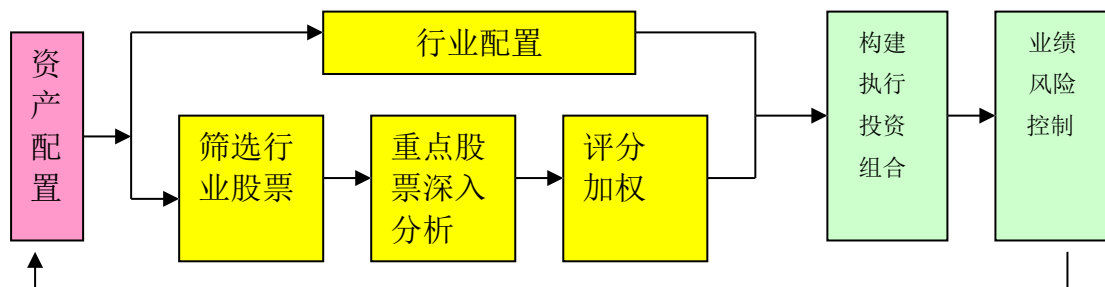 资
产
配
置
行业配置
筛选行
业股票
重点股
票深入
分析
评分
加权
构建
执行
投资
组合
业绩
风险
控制